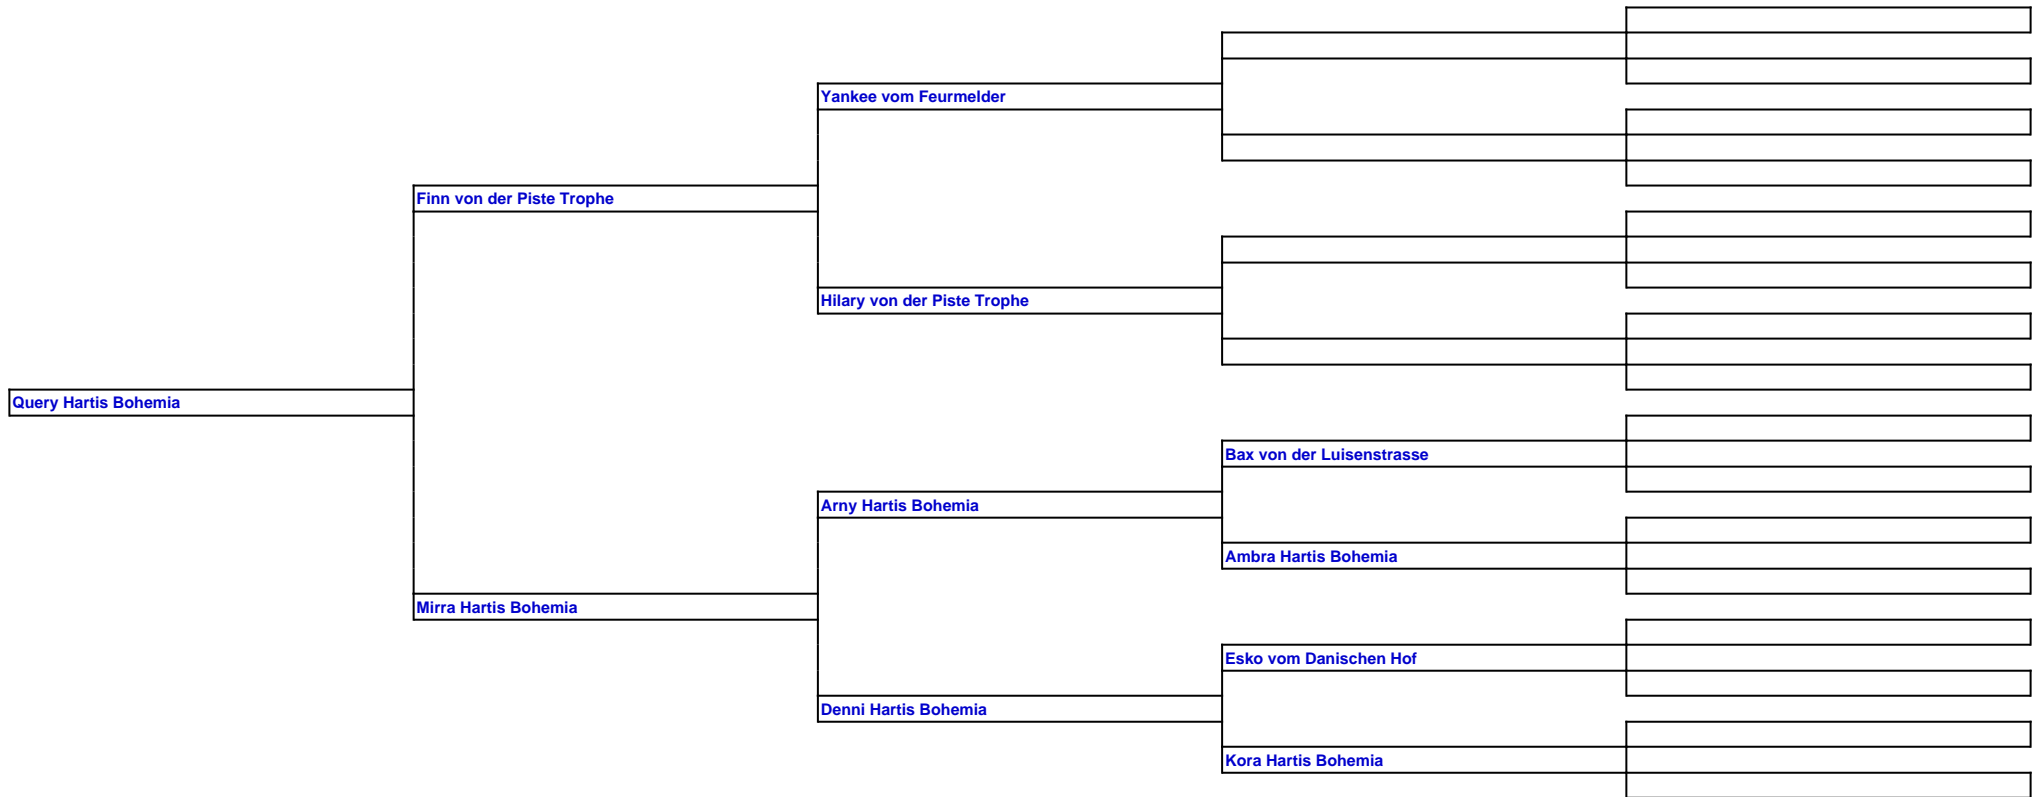 Yankee vom Feurmelder
Finn von der Piste Trophe
Hilary von der Piste Trophe
Query Hartis Bohemia
Bax von der Luisenstrasse
Arny Hartis Bohemia
Ambra Hartis Bohemia
Mirra Hartis Bohemia
Esko vom Danischen Hof
Denni Hartis Bohemia
Kora Hartis Bohemia